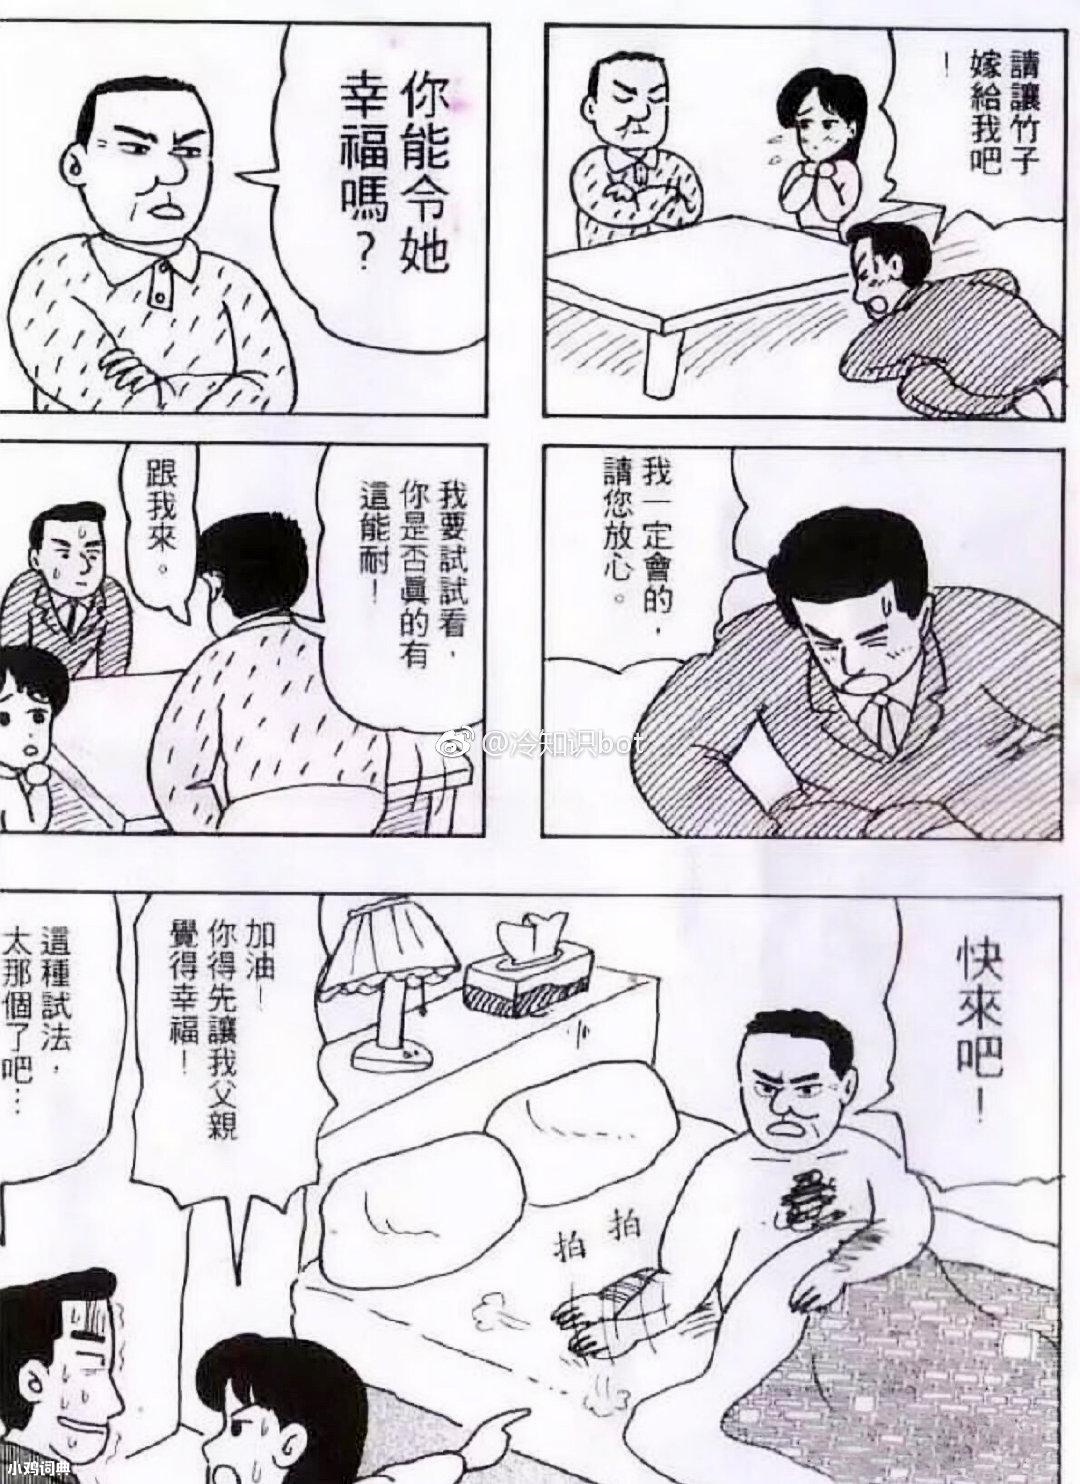 請讓竹子
嫁給我吧
！
你能令她
幸福嗎？
我一定會的，
請您放心。
我要試試看，
你是否真的有
這能耐！
跟我來。
快來吧！
拍
拍
加油！
你得先讓我父親
覺得幸福！
這種試法，
太那個了吧…
@冷知识bot
小鸡词典